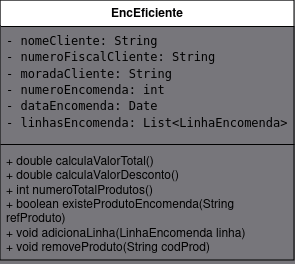 EncEficiente
- nomeCliente: String
- numeroFiscalCliente: String
- moradaCliente: String
- numeroEncomenda: int
- dataEncomenda: Date
- linhasEncomenda: List<LinhaEncomenda>
+ double calculaValorTotal()
+ double calculaValorDesconto()
+ int numeroTotalProdutos()
+ boolean existeProdutoEncomenda(String
refProduto)
+ void adicionaLinha(LinhaEncomenda linha)
+ void removeProduto(String codProd)